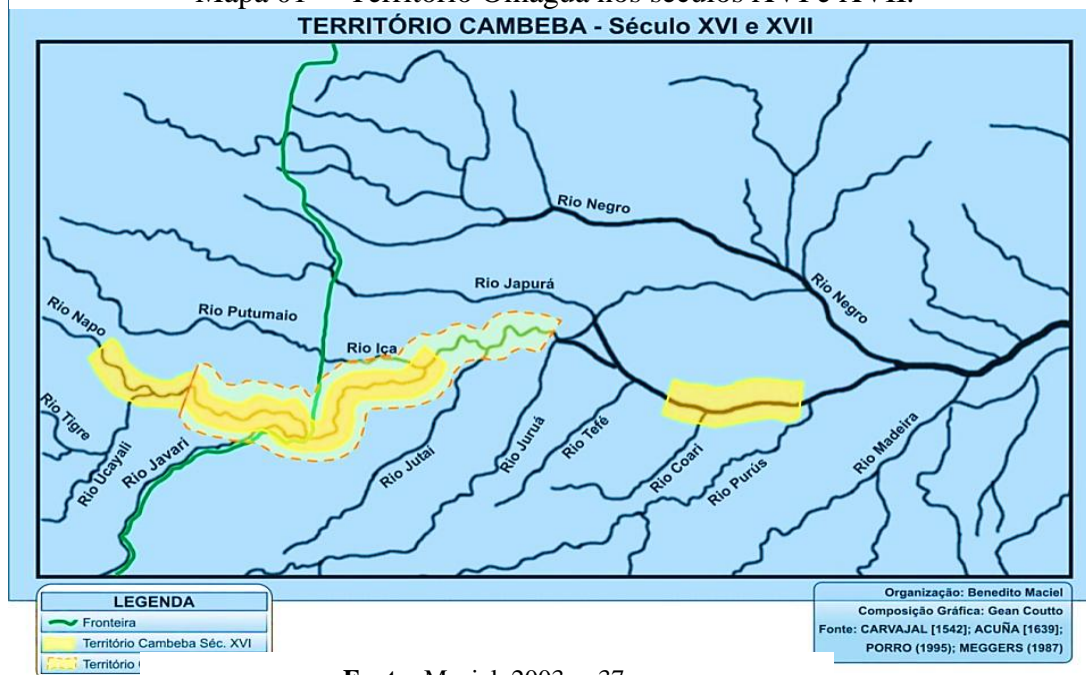 Mapa 01 – Território Omágua nos séculos XVI e XVII.
TERRITÓRIO CAMBEBA - Século XVI e XVII
Rio Negro
Rio Negro
Rio Japurá
Rio Putumaio
Rio Napo
Rio Içá
Rio Tigre
Rio Ucayali
Rio Javari
Rio Jutaí
Rio Juruá
Rio Tefé
Rio Coari
Rio Purús
Rio Madeira
LEGENDA
Fronteira
Território Cambeba Séc. XVI
Território
Organização: Benedito Maciel
Composição Gráfica: Gean Coutto
Fonte: CARVAJAL [1542]; ACUÑA [1639];
PORRO (1995); MEGGERS (1987)
Maciel, 2003
37